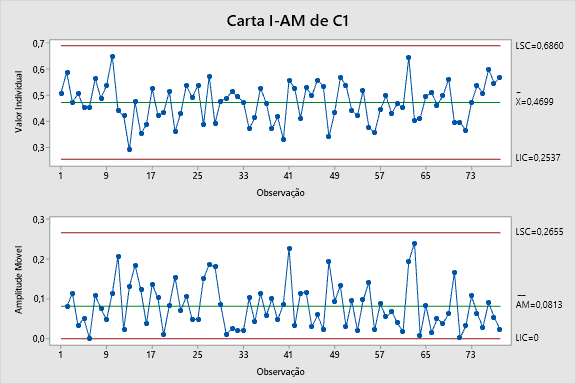 Carta I-AM de C1
Valor Individual
0,7
0,6
0,5
0,4
0,3
LSC=0,6860
_
X=0,4699
LIC=0,2537
1 9 17 25 33 41 49 57 65 73
Observação
Amplitude Móvel
0,3
0,2
0,1
0,0
LSC=0,2655
__
AM=0,0813
LIC=0
1 9 17 25 33 41 49 57 65 73
Observação